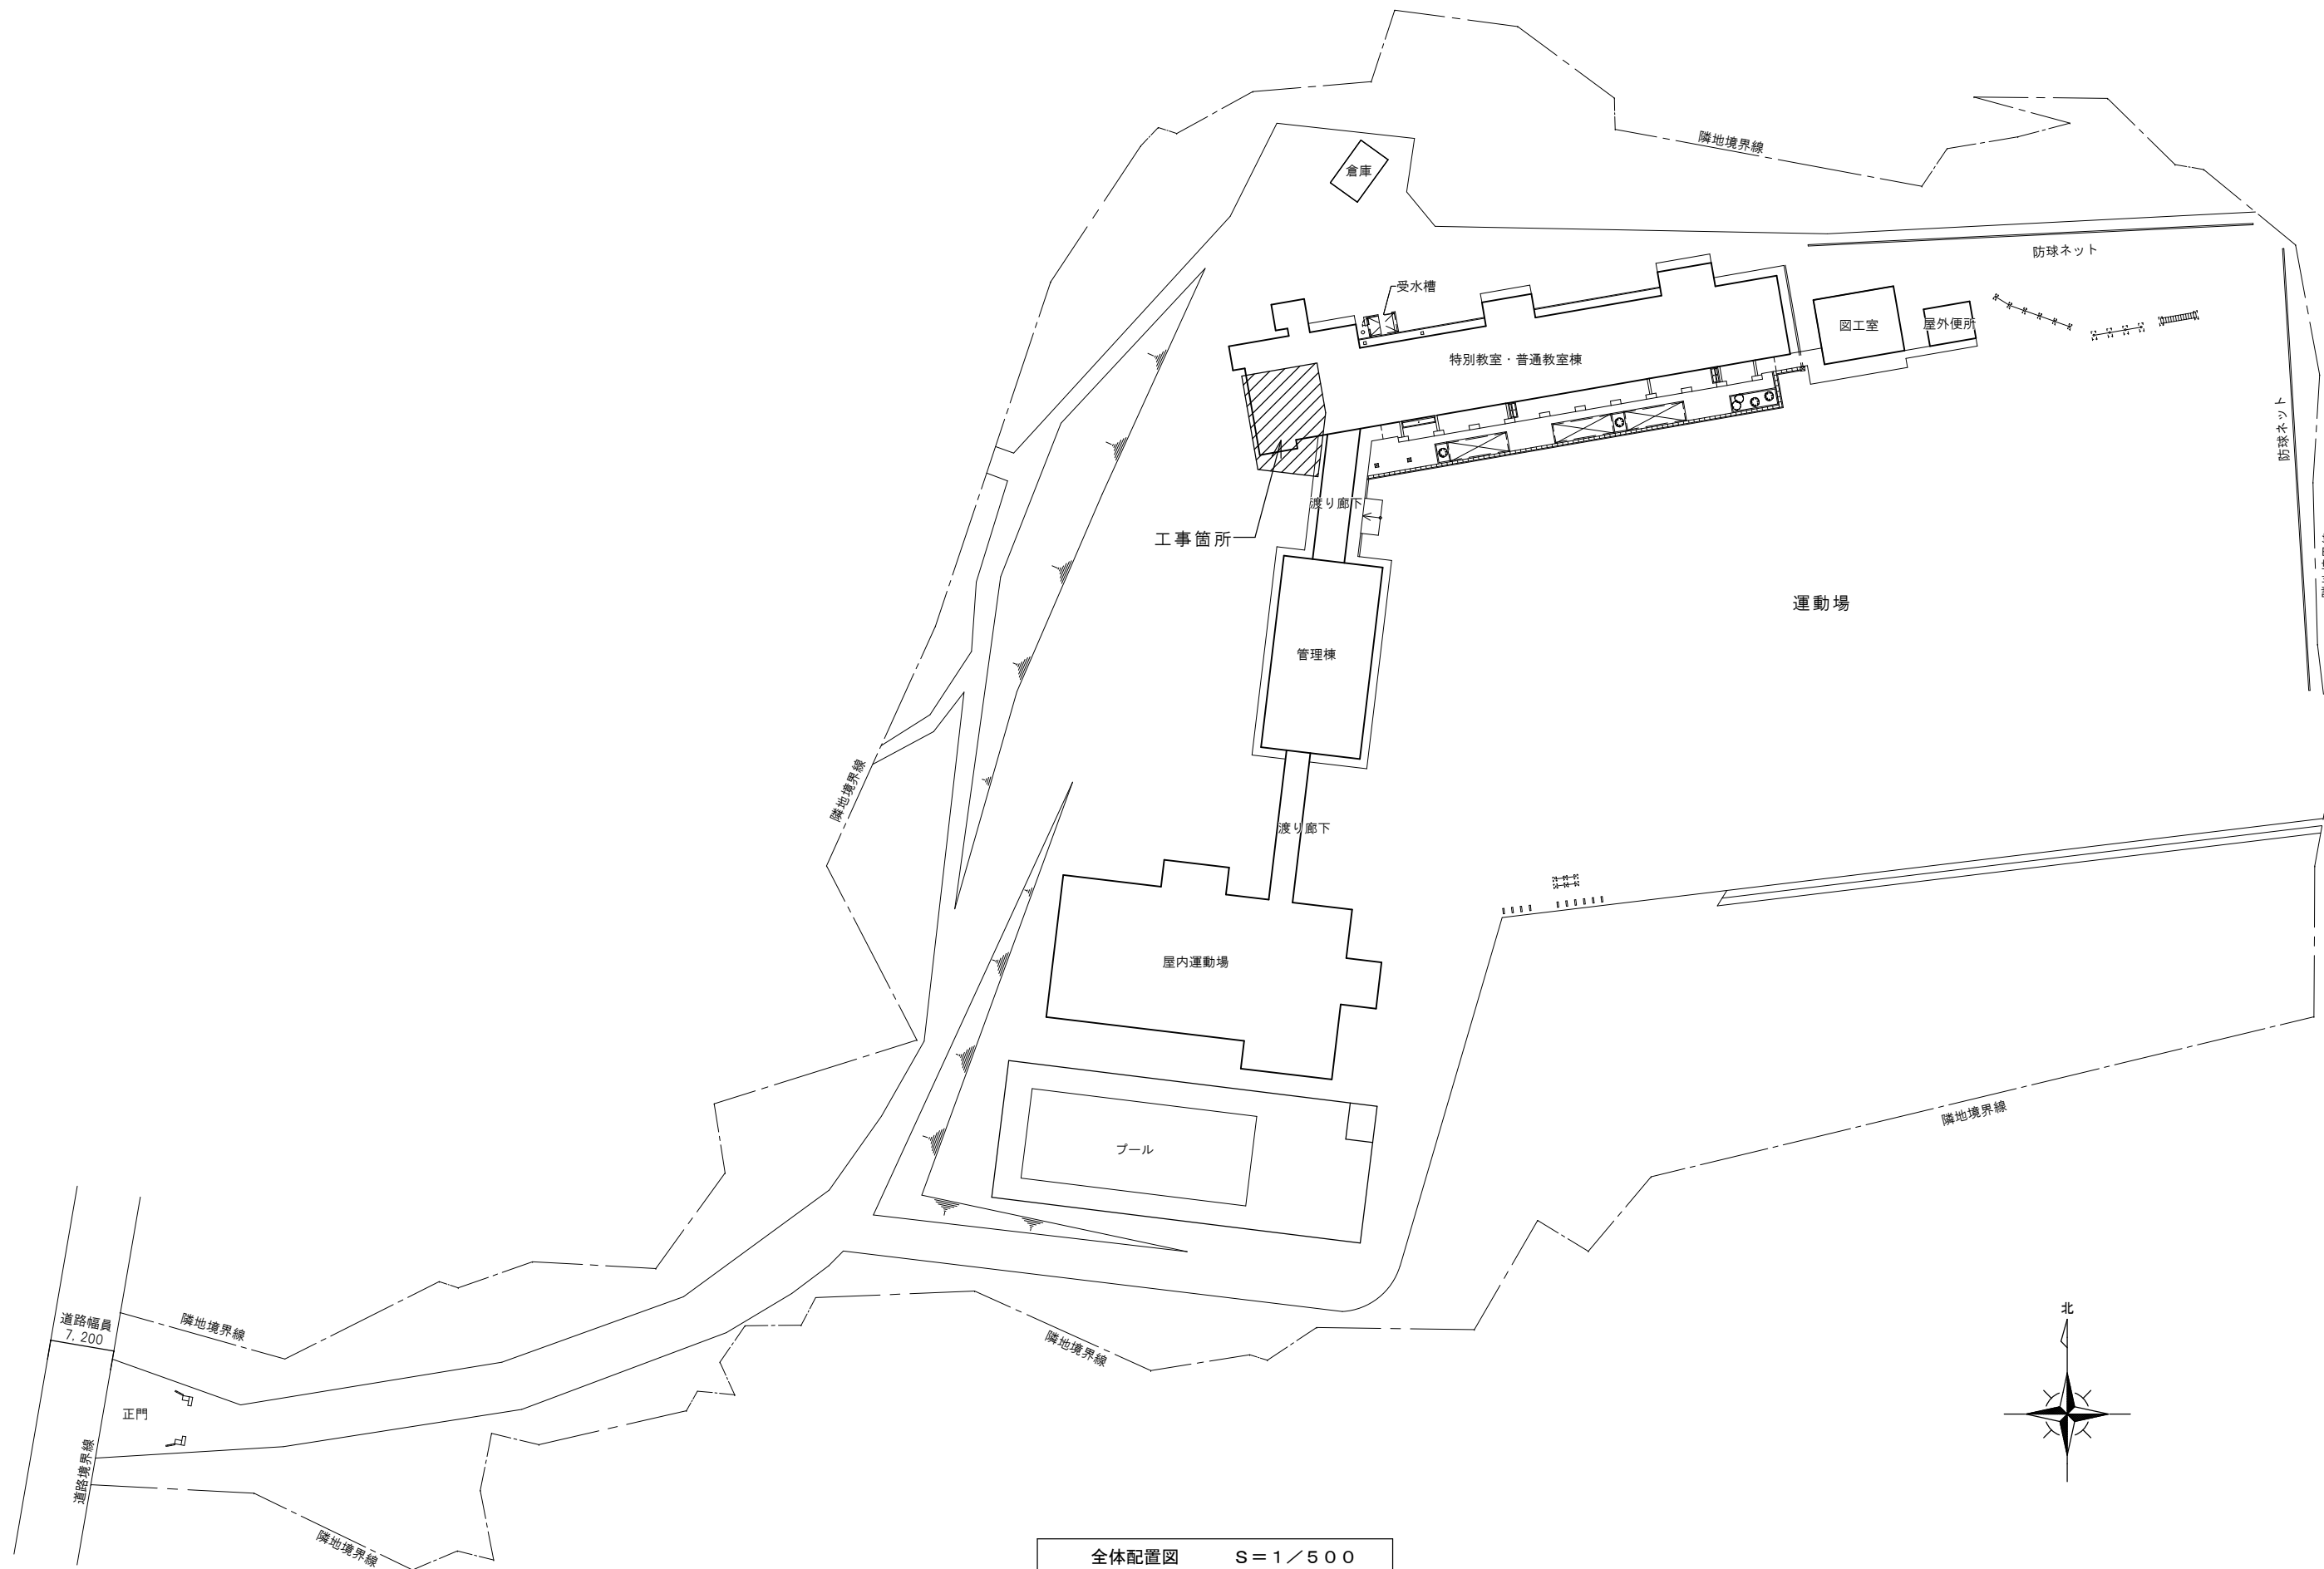 隣地境界線
倉庫
防球ネット
受水槽
図工室
屋外便所
特別教室・普通教室棟
防球ネット
渡り廊下
工事箇所
運動場
管理棟
隣地境界線
渡り廊下
屋内運動場
隣地境界線
プール
北
道路幅員
7,200
隣地境界線
隣地境界線
正門
道路境界線
隣地境界線
全体配置図 S=1/500